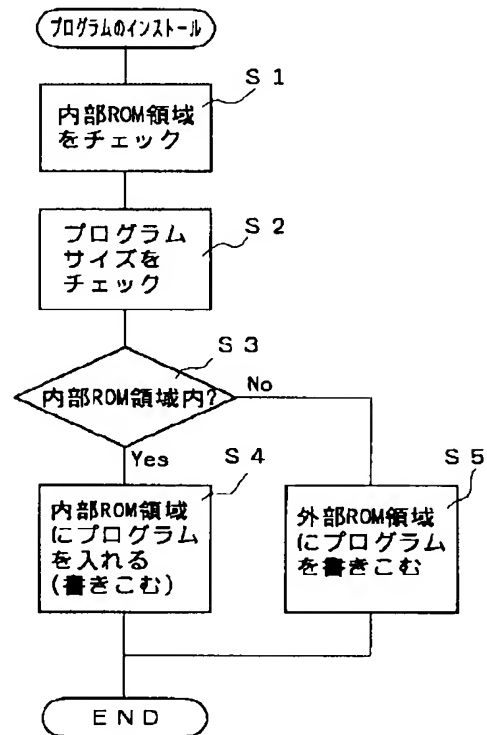 プログラムのインストール
S 1
内部ROM領域
をチェック
S 2
プログラム
サイズを
チェック
S 3
内部ROM領域内?
No
Yes
S 4
内部ROM領域
にプログラム
を入れる
(書きこむ)
S 5
外部ROM領域
にプログラム
を書きこむ
END